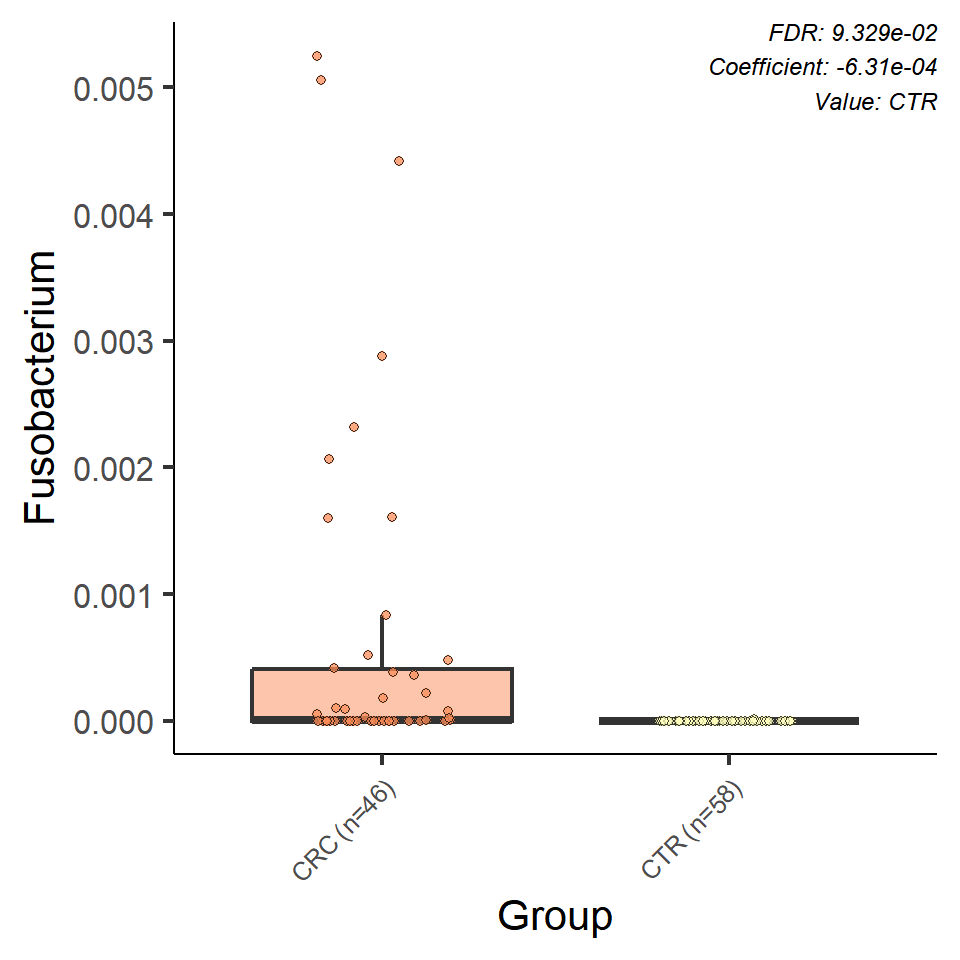 FDR: 9.329e-02
Coefficient: -6.31e-04
Value: CTR
0.005
0.004
0.003
0.002
0.001
0.000
Fusobacterium
CRC (n=46)
CTR (n=58)
Group